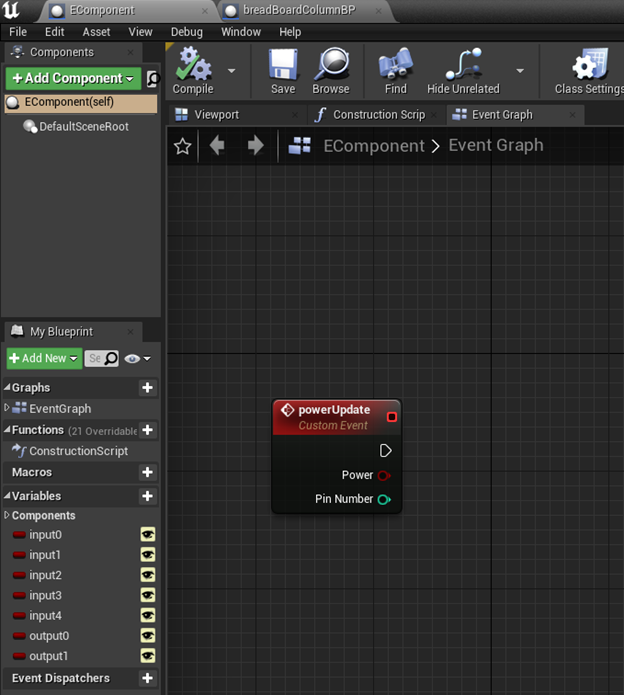 EComponent
breadBoardColumnBP
File Edit Asset View Debug Window Help
Components
+Add Component
EComponent(self)
DefaultSceneRoot
Compile
Save
Browse
Find
Hide Unrelated
Class Settings
Viewport
Construction Scrip
Event Graph
EComponent > Event Graph
My Blueprint
+Add New
Se
Graphs
EventGraph
Functions (21 Overridable
ConstructionScript
Macros
Variables
Components
input0
input1
input2
input3
input4
output0
output1
Event Dispatchers
powerUpdate
Custom Event
Power
Pin Number